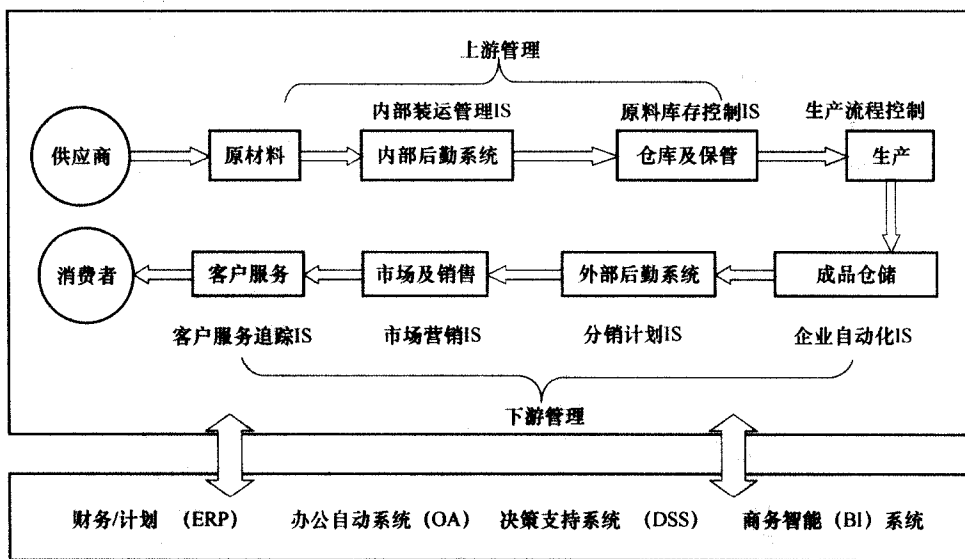 上游管理
内部装运管理IS 原料库存控制IS 生产流程控制
供应商 原材料 内部后勤系统 仓库及保管 生产
消费者 客户服务 市场及销售 外部后勤系统 成品仓储
客户服务追踪IS 市场营销IS 分销计划IS 企业自动化IS
下游管理
财务/计划 (ERP) 办公自动系统(OA) 决策支持系统 (DSS) 商务智能(BI)系统